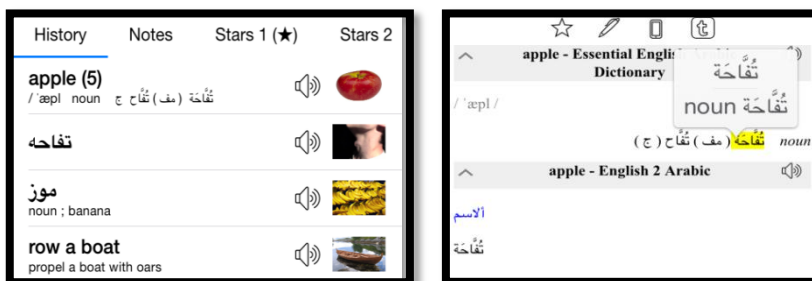 History Notes Stars 1 (★) Stars 2
apple (5)
/ ˈæpl noun تُفَّاحَة (مف) تُفَّاح ج
تفاحه
موز
noun ; banana
row a boat
propel a boat with oars
apple - Essential Englis
Dictionary
تُفَّاحَة
تُفَّاحَة noun
/ ˈæpl /
noun تُفَّاحَة (مف) تُفَّاح (ج)
apple - English 2 Arabic
ألاسم
تُفَّاحَة